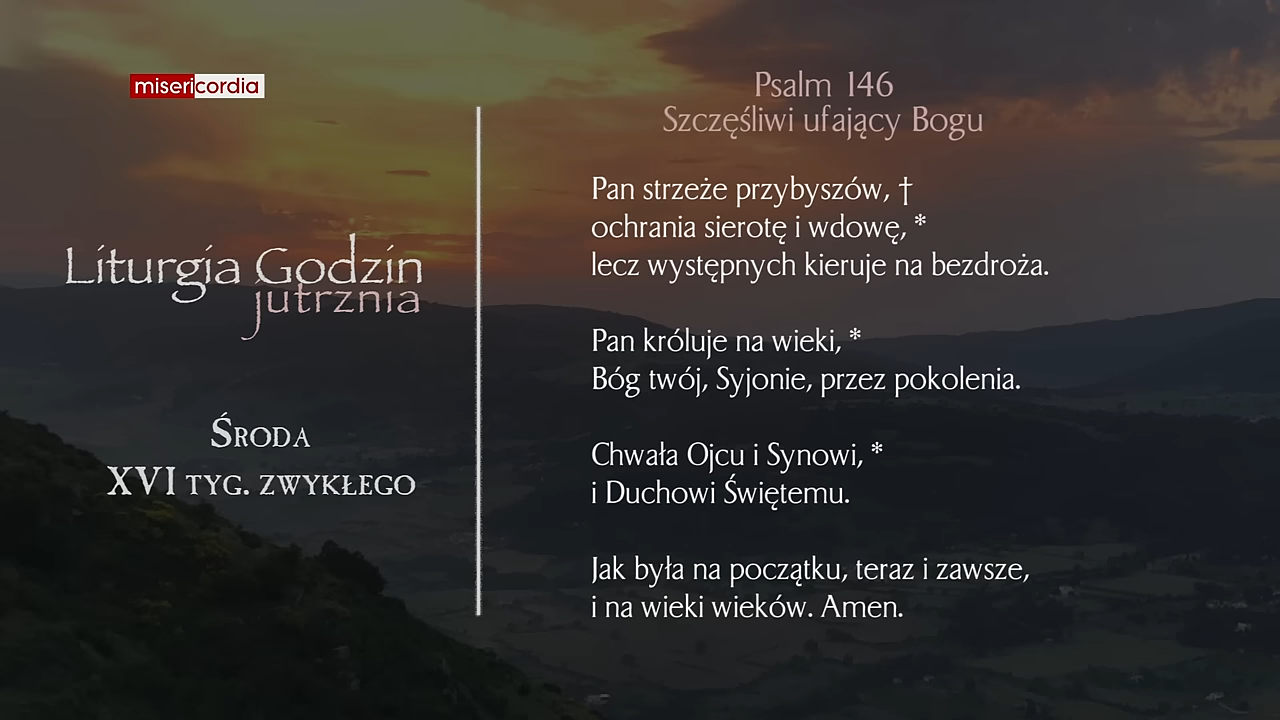 misericordia
Liturgia Godzin
jutrznia
Środa
XVI tyg. zwykłego
Psalm 146
Szczęśliwi ufający Bogu
Pan strzeże przybyszów, †
ochrania sierotę i wdowę, *
lecz występnych kieruje na bezdroża.
Pan króluje na wieki, *
Bóg twój, Syjonie, przez pokolenia.
Chwała Ojcu i Synowi, *
i Duchowi Świętemu.
Jak była na początku, teraz i zawsze,
i na wieki wieków. Amen.